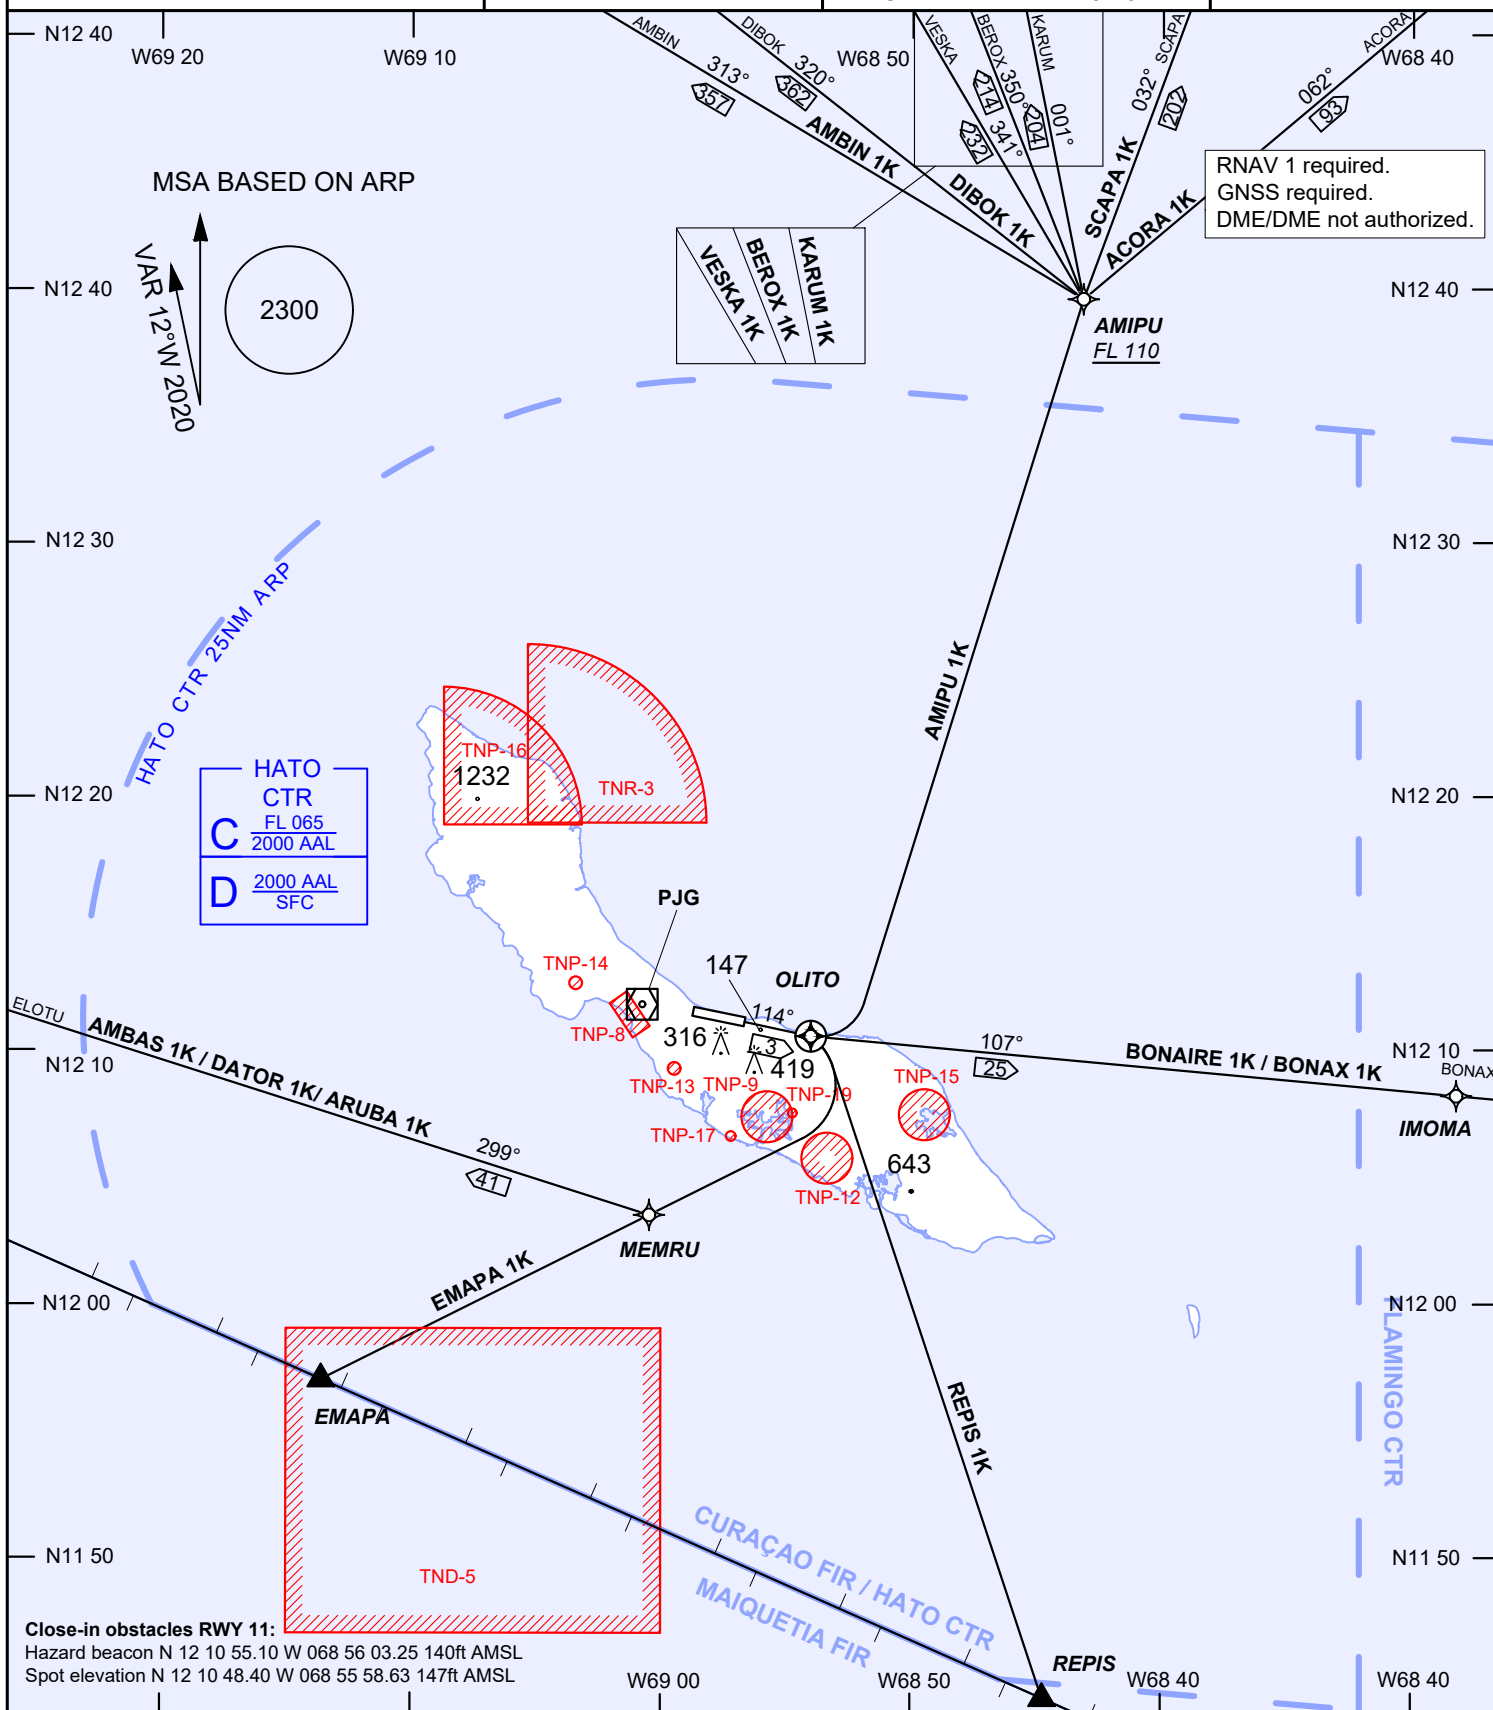 N12 40
W69 20
W69 10
W68 50
W68 40
AMBIN
313°
357
AMBIN 1K
DIBOK
320°
362
DIBOK 1K
VESKA
341°
232
BEROX
350°
214
KARUM
001°
204
SCAPA
032°
202
SCAPA 1K
ACORA
062°
93
ACORA 1K
RNAV 1 required.
GNSS required.
DME/DME not authorized.
MSA BASED ON ARP
VAR 12°W 2020
2300
VESKA 1K
BEROX 1K
KARUM 1K
N12 40
N12 40
AMIPU
FL 110
N12 30
N12 30
HATO CTR 25NM ARP
AMIPU 1K
TNP-16
1232
TNR-3
HATO
CTR
C
FL 065
2000 AAL
D
2000 AAL
SFC
N12 20
N12 20
PJG
147
OLITO
TNP-14
TNP-8
316
114°
3
419
TNP-13
TNP-9
TNP-19
TNP-17
TNP-12
TNP-15
643
ELOTU
AMBAS 1K / DATOR 1K/ ARUBA 1K
299°
41
N12 10
107°
25
BONAIRE 1K / BONAX 1K
N12 10
BONAX
IMOMA
MEMRU
EMAPA 1K
N12 00
N12 00
FLAMINGO CTR
EMAPA
REPIS 1K
CURAÇAO FIR / HATO CTR
MAIQUETIA FIR
N11 50
N11 50
TND-5
Close-in obstacles RWY 11:
Hazard beacon N 12 10 55.10 W 068 56 03.25 140ft AMSL
Spot elevation N 12 10 48.40 W 068 55 58.63 147ft AMSL
REPIS
W69 00
W68 50
W68 40
W68 40